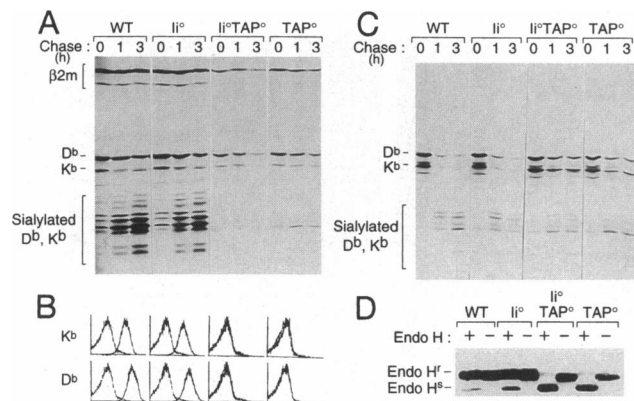 A
WT Ii° Ii°TAP° TAP°
Chase : 0 1 3 0 1 3 0 1 3 0 1 3
(h)
β2m
Dᵇ
Kᵇ
Sialylated
Dᵇ, Kᵇ
B
Kᵇ
Dᵇ
C
WT Ii° Ii°TAP° TAP°
Chase : 0 1 3 0 1 3 0 1 3 0 1 3
(h)
Dᵇ
Kᵇ
Sialylated
Dᵇ, Kᵇ
D
WT Ii° Ii° TAP° TAP°
Endo H : + − + − + − + −
Endo Hʳ
Endo Hˢ